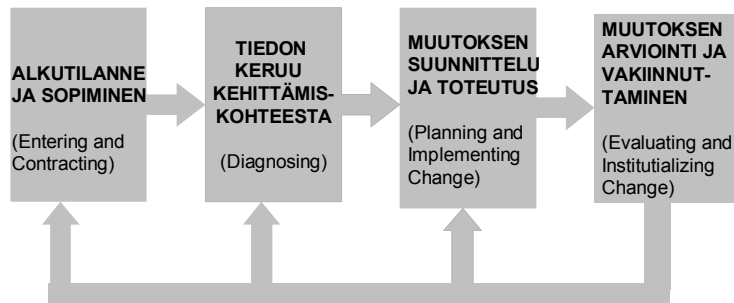 ALKUTILANNE
JA SOPIMINEN
(Entering and
Contracting)
TIEDON
KERUU
KEHITTÄMIS-
KOHTEESTA
(Diagnosing)
MUUTOKSEN
SUUNNITTELU
JA TOTEUTUS
(Planning and
Implementing
Change)
MUUTOKSEN
ARVIOINTI JA
VAKIINNUT-
TAMINEN
(Evaluating and
Institutializing
Change)